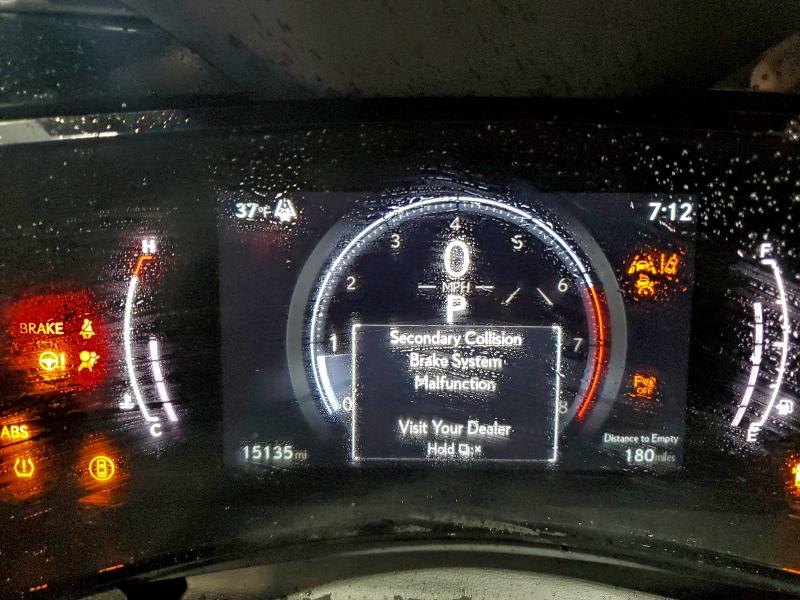 37°F
7:12
H
F
4
3
5
0
2
6
MPH
P
BRAKE
1
7
Secondary Collision
Brake System
Malfunction
0
8
OFF
ABS
C
E
Visit Your Dealer
Hold
15135 mi
Distance to Empty
180 miles